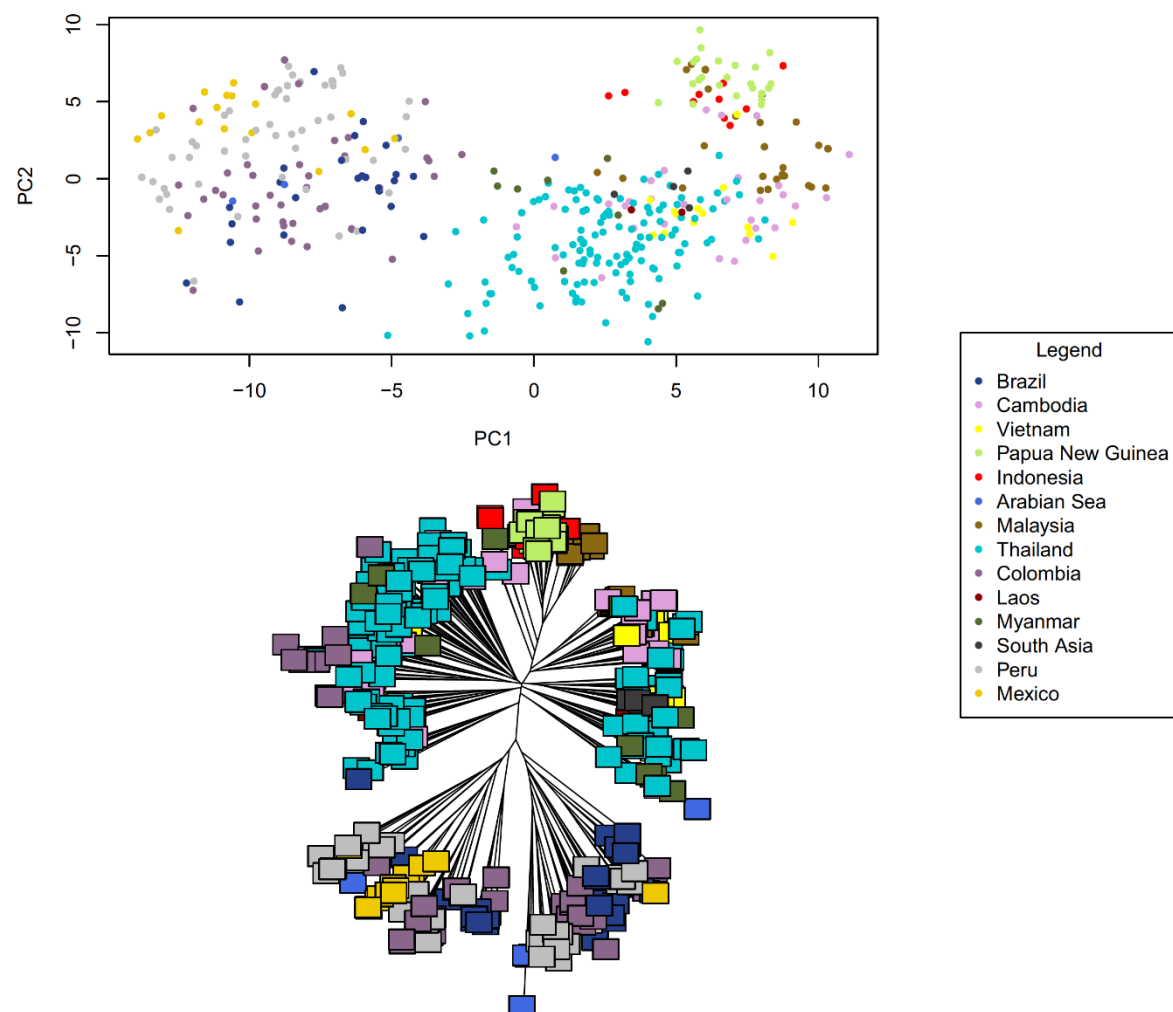 10
5
0
−5
−10
PC2
−10
−5
0
5
10
PC1
Legend
Brazil
Cambodia
Vietnam
Papua New Guinea
Indonesia
Arabian Sea
Malaysia
Thailand
Colombia
Laos
Myanmar
South Asia
Peru
Mexico